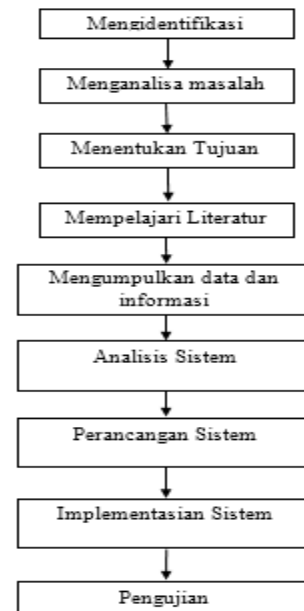 Mengidentifikasi
Menganalisa masalah
Menentukan Tujuan
Mempelajari Literatur
Mengumpulkan data dan
informasi
Analisis Sistem
Perancangan Sistem
Implementasian Sistem
Pengujian